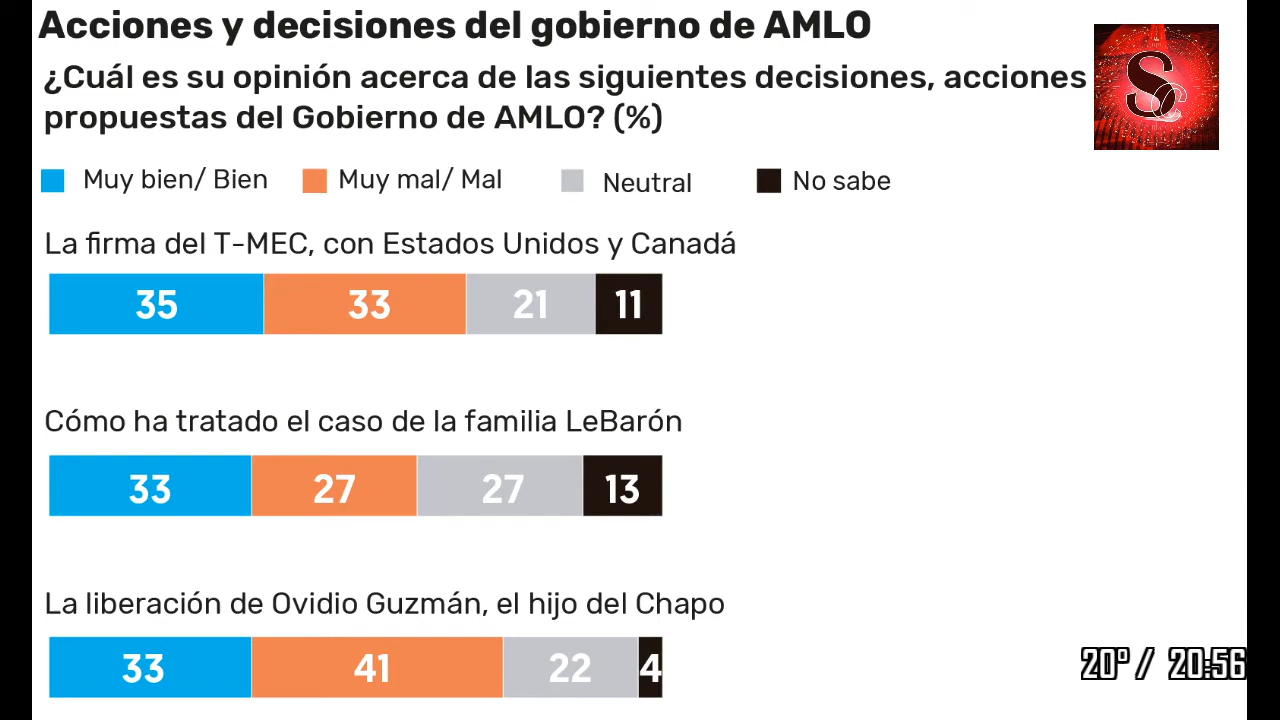 Acciones y decisiones del gobierno de AMLO
¿Cuál es su opinión acerca de las siguientes decisiones, acciones
propuestas del Gobierno de AMLO? (%)
Muy bien/ Bien Muy mal/ Mal Neutral No sabe
La firma del T-MEC, con Estados Unidos y Canadá
35 33 21 11
Cómo ha tratado el caso de la familia LeBarón
33 27 27 13
La liberación de Ovidio Guzmán, el hijo del Chapo
33 41 22 4
20º / 20:56